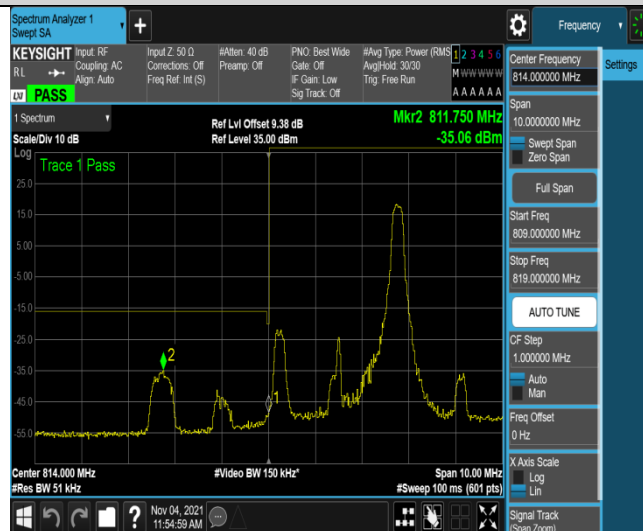 Spectrum Analyzer 1
Swept SA
+
Frequency
KEYSIGHT
RL
LXI
PASS
Input: RF
Coupling: AC
Align: Auto
Input Z: 50 Ω
Corrections: Off
Freq Ref: Int (S)
#Atten: 40 dB
Preamp: Off
PNO: Best Wide
Gate: Off
IF Gain: Low
Sig Track: Off
#Avg Type: Power (RMS
Avg|Hold: 30/30
Trig: Free Run
1 2 3 4 5 6
M W W W W W
A A A A A A
1 Spectrum
Scale/Div 10 dB
Log
Ref Lvl Offset 9.38 dB
Ref Level 35.00 dBm
Mkr2 811.750 MHz
-35.06 dBm
Trace 1 Pass
25.0
15.0
5.00
-5.00
-15.0
-25.0
-35.0
-45.0
-55.0
2
1
Center 814.000 MHz
#Res BW 51 kHz
#Video BW 150 kHz*
Span 10.00 MHz
#Sweep 100 ms (601 pts)
Nov 04, 2021
11:54:59 AM
?
Center Frequency
814.000000 MHz
Settings
Span
10.0000000 MHz
Swept Span
Zero Span
Full Span
Start Freq
809.000000 MHz
Stop Freq
819.000000 MHz
AUTO TUNE
CF Step
1.000000 MHz
Auto
Man
Freq Offset
0 Hz
X Axis Scale
Log
Lin
Signal Track
(Span Zoom)